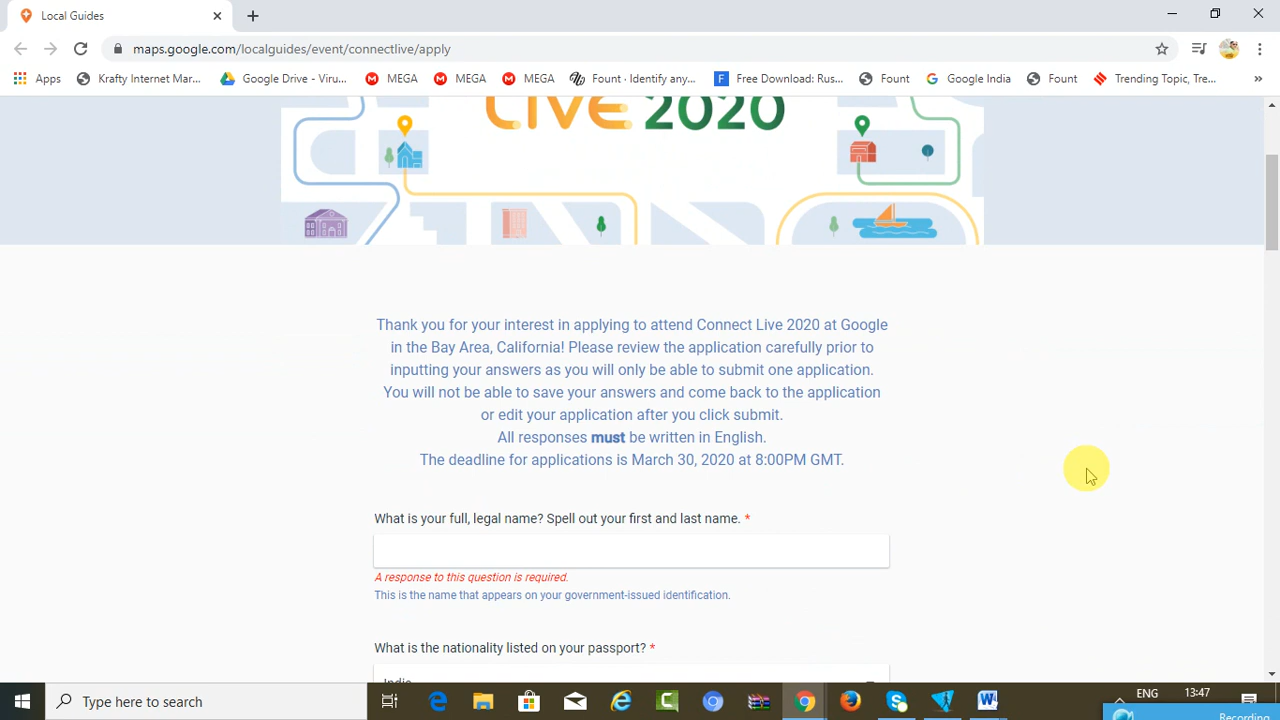 Local Guides
maps.google.com/localguides/event/connectlive/apply
Apps Krafty Internet Mar... Google Drive - Viru... MEGA MEGA MEGA Fount · Identify any... Free Download: Rus... Fount Google India Fount Trending Topic, Tre... »
LIVE 2020
Thank you for your interest in applying to attend Connect Live 2020 at Google
in the Bay Area, California! Please review the application carefully prior to
inputting your answers as you will only be able to submit one application.
You will not be able to save your answers and come back to the application
or edit your application after you click submit.
All responses must be written in English.
The deadline for applications is March 30, 2020 at 8:00PM GMT.
What is your full, legal name? Spell out your first and last name. *
A response to this question is required.
This is the name that appears on your government-issued identification.
What is the nationality listed on your passport? *
India
Type here to search
ENG 13:47
Recording